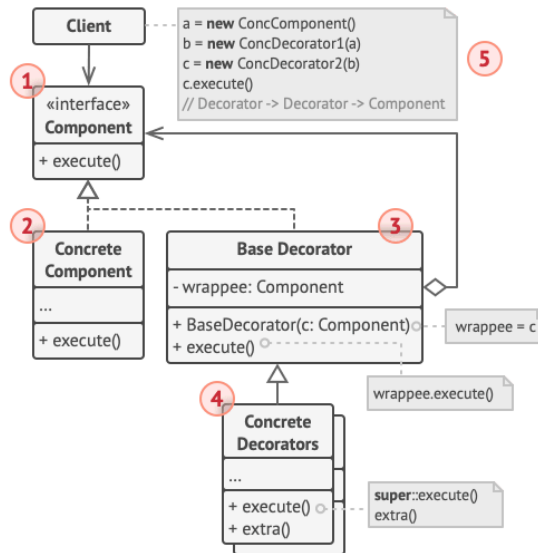 Client
a = new ConcComponent()
b = new ConcDecorator1(a)
c = new ConcDecorator2(b)
c.execute()
// Decorator -> Decorator -> Component
5
1
«interface»
Component
+ execute()
2
Concrete
Component
...
+ execute()
3
Base Decorator
- wrappee: Component
+ BaseDecorator(c: Component)
+ execute()
wrappee = c
wrappee.execute()
4
Concrete
Decorators
...
+ execute()
+ extra()
super::execute()
extra()